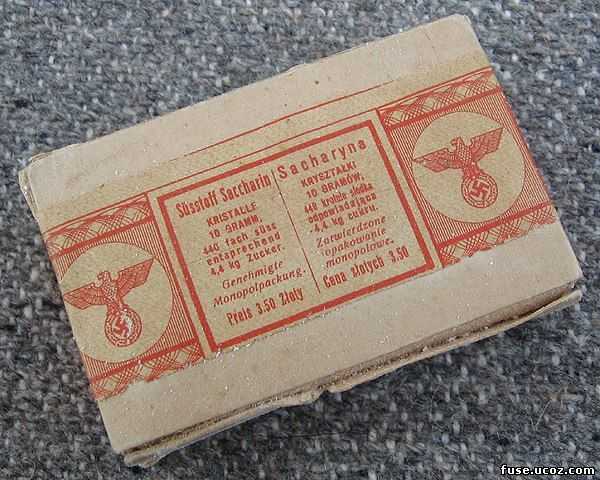 Süsstoff Saccharin
KRISTALLE
10 GRAMM,
440 fach süss
entsprechend
4,4 kg Zucker.
Genehmigte
Monopolpackung.
Preis 3.50 Zloty
Sacharyna
KRYSZTAŁKI
10 GRAMÓW,
440 krotnie słodka
odpowiadająca
4,4 kg cukru.
Zatwierdzone
opakowanie
monopolowe.
Cena złotych 3.50
fuse.ucoz.com